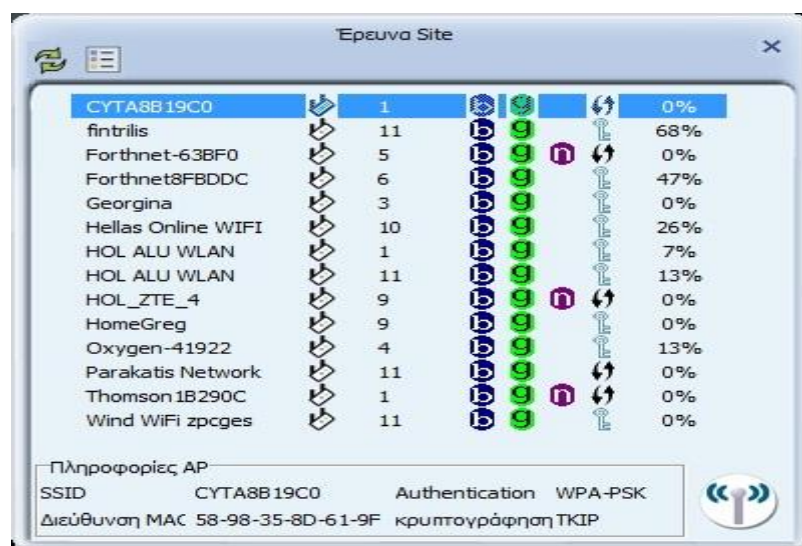 Έρευνα Site
CYTA8B19C0 1 b g 0%
fintrilis 11 b g 68%
Forthnet-63BF0 5 b g n 0%
Forthnet8FBDDC 6 b g 47%
Georgina 3 b g 0%
Hellas Online WIFI 10 b g 26%
HOL ALU WLAN 1 b g 7%
HOL ALU WLAN 11 b g 13%
HOL_ZTE_4 9 b g n 0%
HomeGreg 9 b g 0%
Oxygen-41922 4 b g 13%
Parakatis Network 11 b g 0%
Thomson1B290C 1 b g n 0%
Wind WiFi zpcges 11 b g 0%
Πληροφορίες AP
SSID CYTA8B19C0 Authentication WPA-PSK
Διεύθυνση MAC 58-98-35-8D-61-9F κρυπτογράφηση TKIP